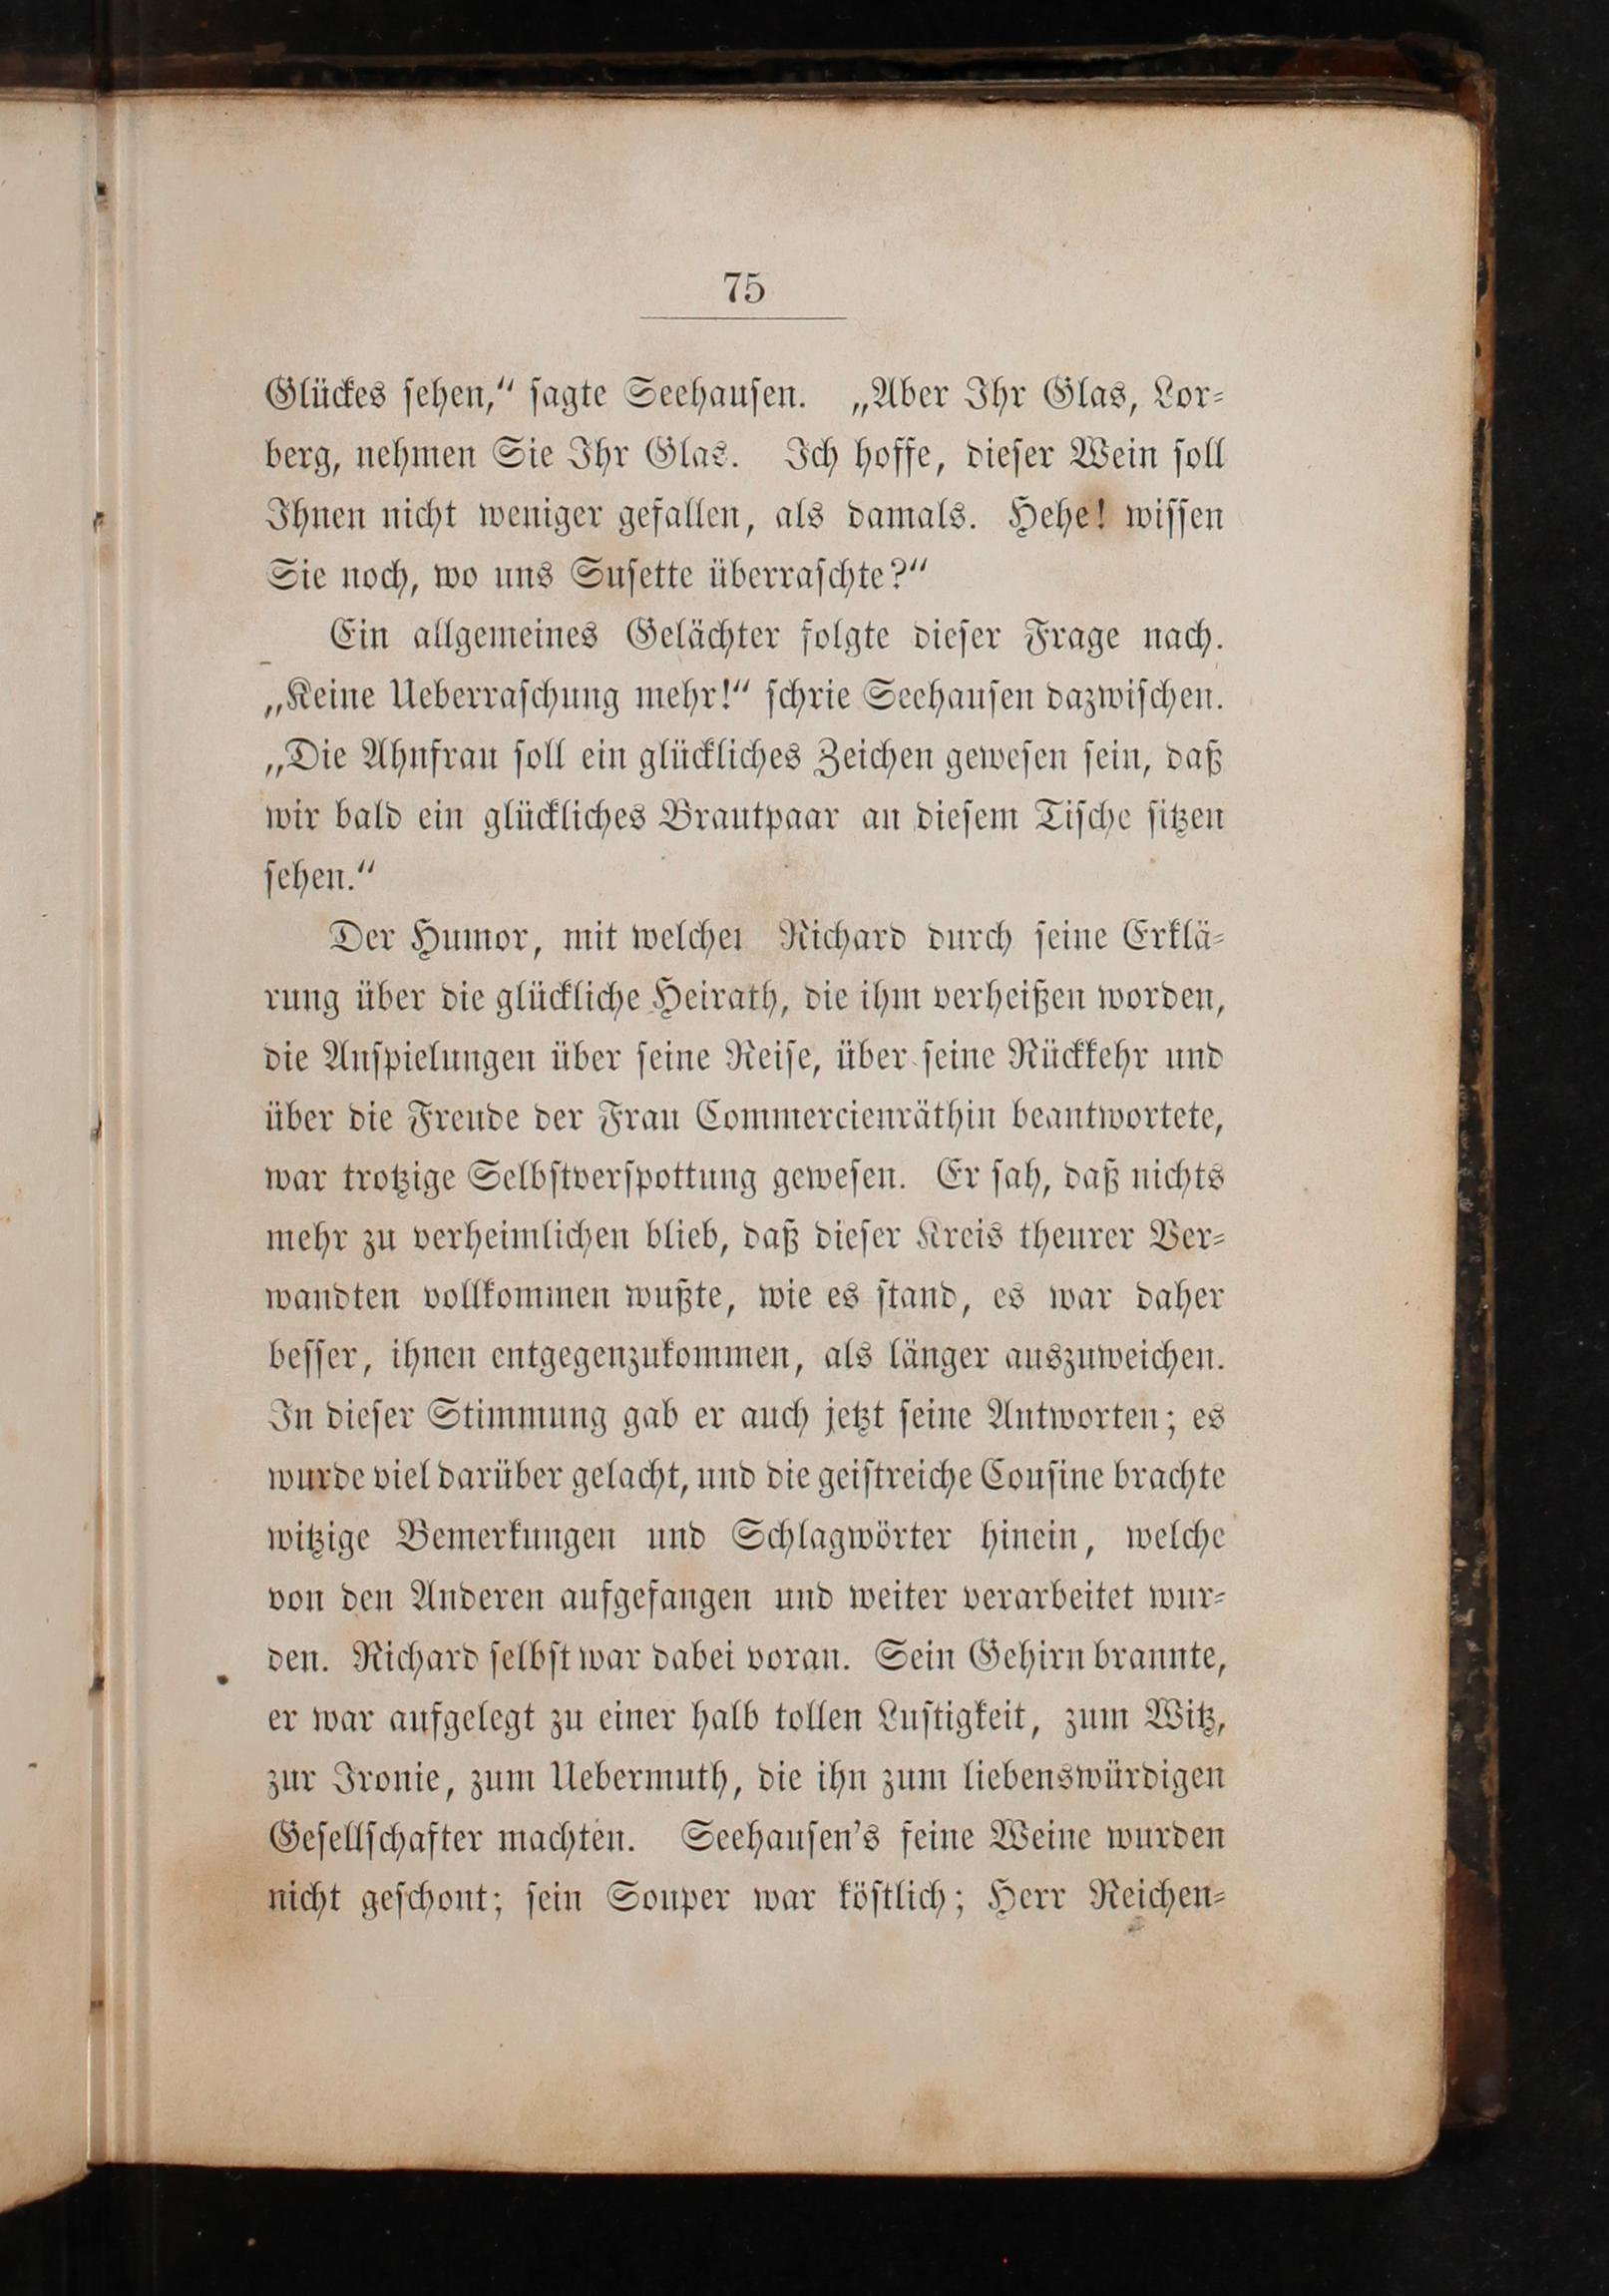 75
Glückes sehen,“ sagte Seehausen. „Aber Ihr Glas, Lor-
berg, nehmen Sie Ihr Glas. Ich hoffe, dieser Wein soll
Ihnen nicht weniger gefallen, als damals. Hehe! wissen
Sie noch, wo uns Susette überraschte?“
Ein allgemeines Gelächter folgte dieser Frage nach.
„Keine Ueberraschung mehr!“ schrie Seehausen dazwischen.
„Die Ahnfrau soll ein glückliches Zeichen gewesen sein, daß
wir bald ein glückliches Brautpaar an diesem Tische sitzen
sehen.“
Der Humor, mit welcher Richard durch seine Erklä-
rung über die glückliche Heirath, die ihm verheißen worden,
die Anspielungen über seine Reise, über seine Rückkehr und
über die Freude der Frau Commercienräthin beantwortete,
war trotzige Selbstverspottung gewesen. Er sah, daß nichts
mehr zu verheimlichen blieb, daß dieser Kreis theurer Ver-
wandten vollkommen wußte, wie es stand, es war daher
besser, ihnen entgegenzukommen, als länger auszuweichen.
In dieser Stimmung gab er auch jetzt seine Antworten; es
wurde viel darüber gelacht, und die geistreiche Cousine brachte
witzige Bemerkungen und Schlagwörter hinein, welche
von den Anderen aufgefangen und weiter verarbeitet wur-
den. Richard selbst war dabei voran. Sein Gehirn brannte,
er war aufgelegt zu einer halb tollen Lustigkeit, zum Witz,
zur Ironie, zum Uebermuth, die ihn zum liebenswürdigen
Gesellschafter machten. Seehausen’s feine Weine wurden
nicht geschont; sein Souper war köstlich; Herr Reichen-